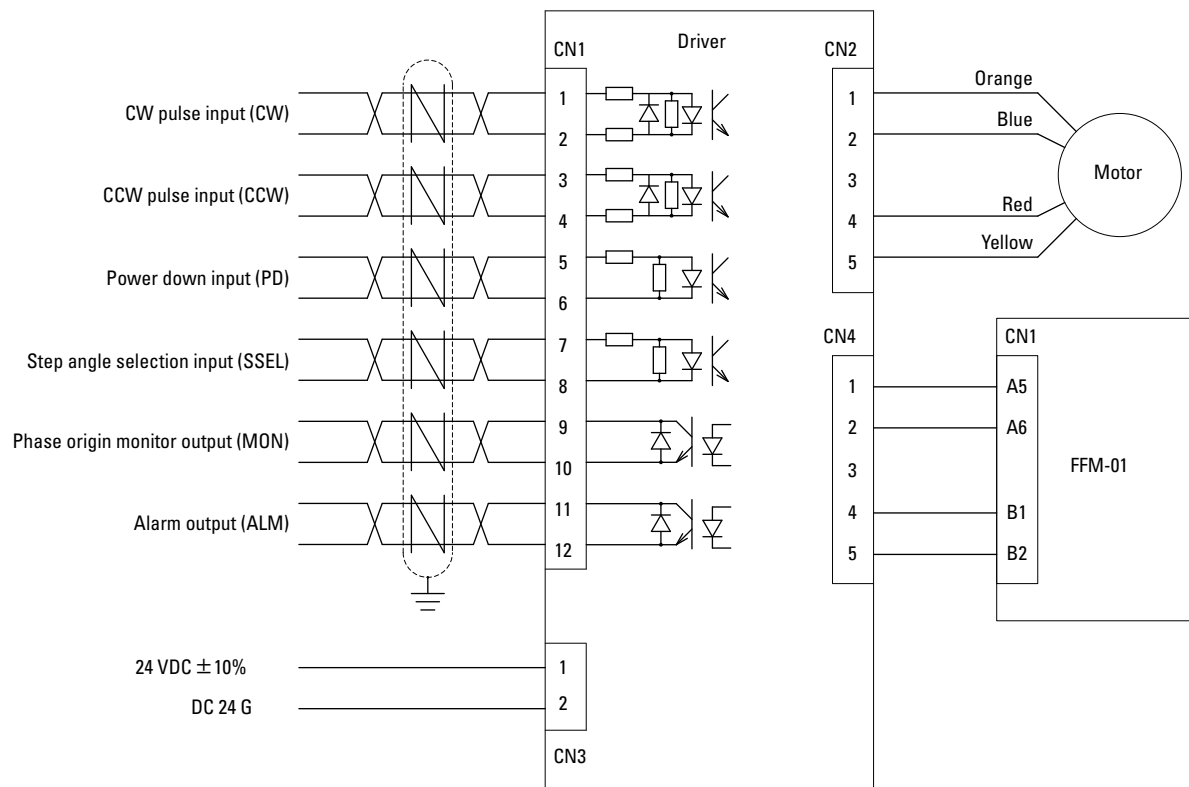 Driver
CN1
CN2
CW pulse input (CW)
1
2
CCW pulse input (CCW)
3
4
Power down input (PD)
5
6
Step angle selection input (SSEL)
7
8
Phase origin monitor output (MON)
9
10
Alarm output (ALM)
11
12
24 VDC ±10%
1
DC 24 G
2
CN3
1
2
3
4
5
Orange
Blue
Red
Yellow
Motor
CN4
1
2
3
4
5
CN1
A5
A6
B1
B2
FFM-01